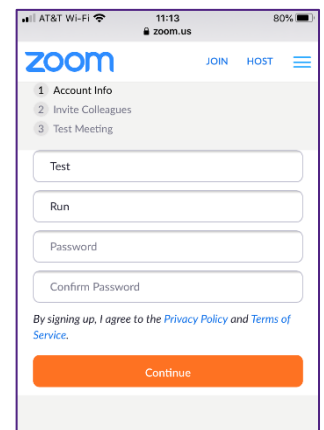 AT&T Wi-Fi 11:13 80%
zoom.us
zoom JOIN HOST
1 Account Info
2 Invite Colleagues
3 Test Meeting
Test
Run
Password
Confirm Password
By signing up, I agree to the Privacy Policy and Terms of
Service.
Continue